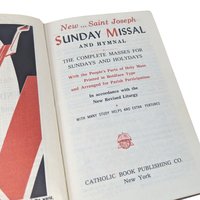 New... Saint Joseph
SUNDAY MISSAL
AND HYMNAL
THE COMPLETE MASSES FOR
SUNDAYS AND HOLYDAYS
With the People's Parts of Holy Mass
Printed in Boldface Type
and Arranged for Parish Participation
In accordance with the
New Revised Liturgy
WITH MANY STUDY HELPS AND EXTRA FEATURES
CATHOLIC BOOK PUBLISHING CO.
New York